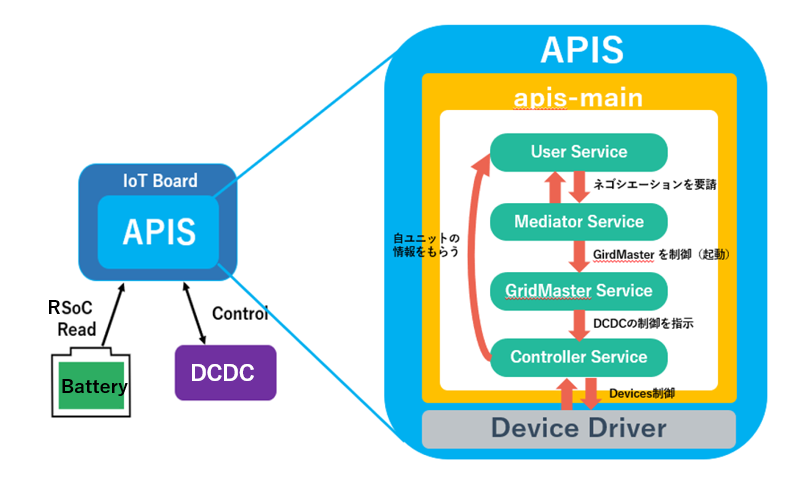 IoT Board
APIS
RSoC
Read
Control
Battery
DCDC
APIS
apis-main
User Service
ネゴシエーションを要請
Mediator Service
自ユニットの
情報をもらう
GirdMaster を制御（起動）
GridMaster Service
DCDCの制御を指示
Controller Service
Devices制御
Device Driver